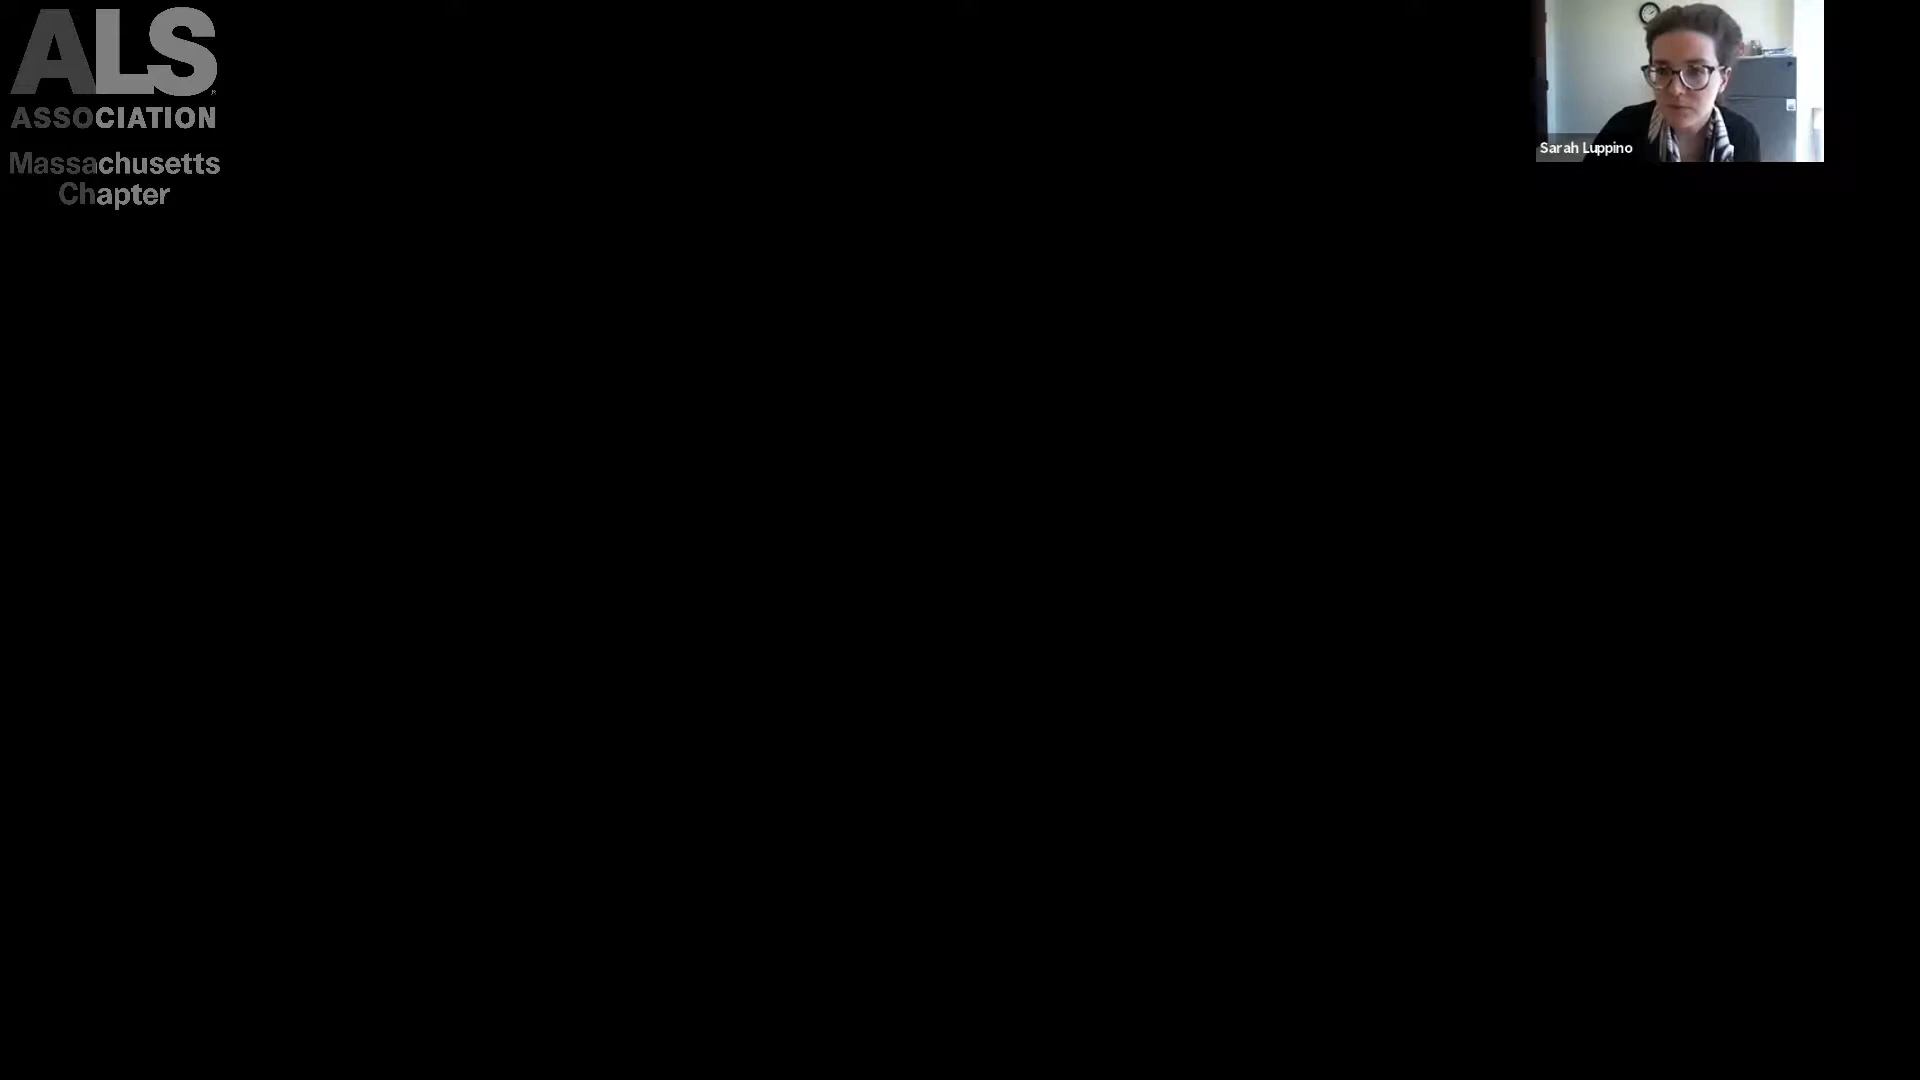 ALS
ASSOCIATION
Massachusetts
Chapter
Sarah Luppino